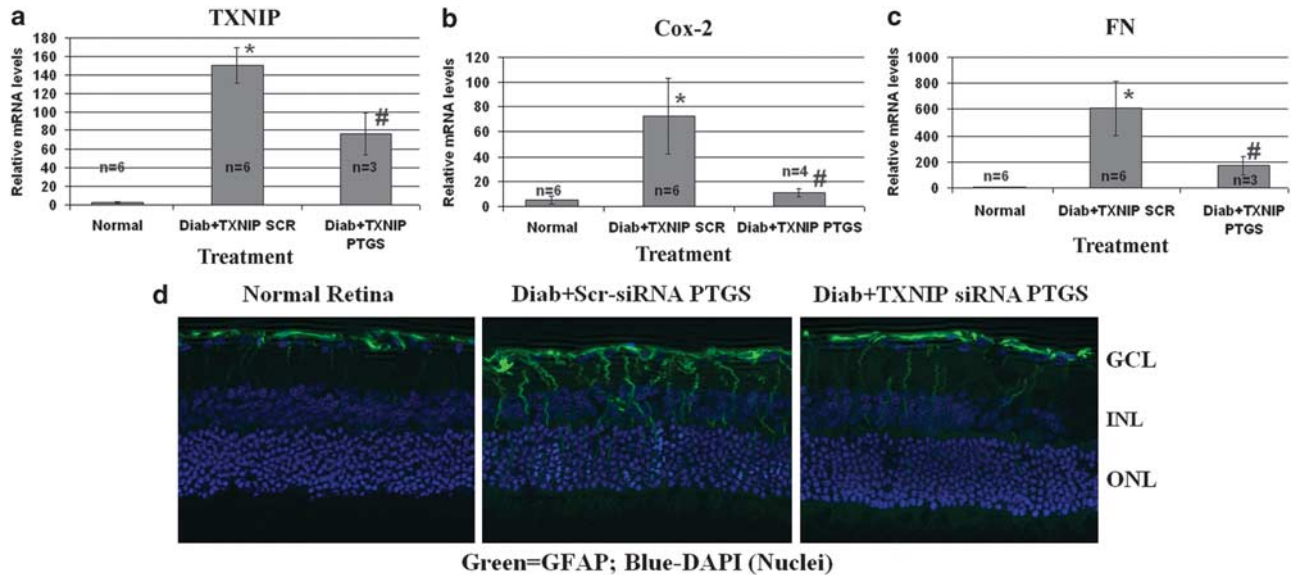 a
TXNIP
Relative mRNA levels
180
160
140
120
100
80
60
40
20
0
n=6
n=6
n=3
*
#
Normal
Diab+TXNIP SCR
Diab+TXNIP PTGS
Treatment
b
Cox-2
Relative mRNA levels
120
100
80
60
40
20
0
n=6
n=6
n=4
*
#
Normal
Diab+TXNIP SCR
Diab+TXNIP PTGS
Treatment
c
FN
Relative mRNA levels
1000
800
600
400
200
0
n=6
n=6
n=3
*
#
Normal
Diab+TXNIP SCR
Diab+TXNIP
PTGS
Treatment
d
Normal Retina
Diab+Scr-siRNA PTGS
Diab+TXNIP siRNA PTGS
GCL
INL
ONL
Green=GFAP; Blue-DAPI (Nuclei)